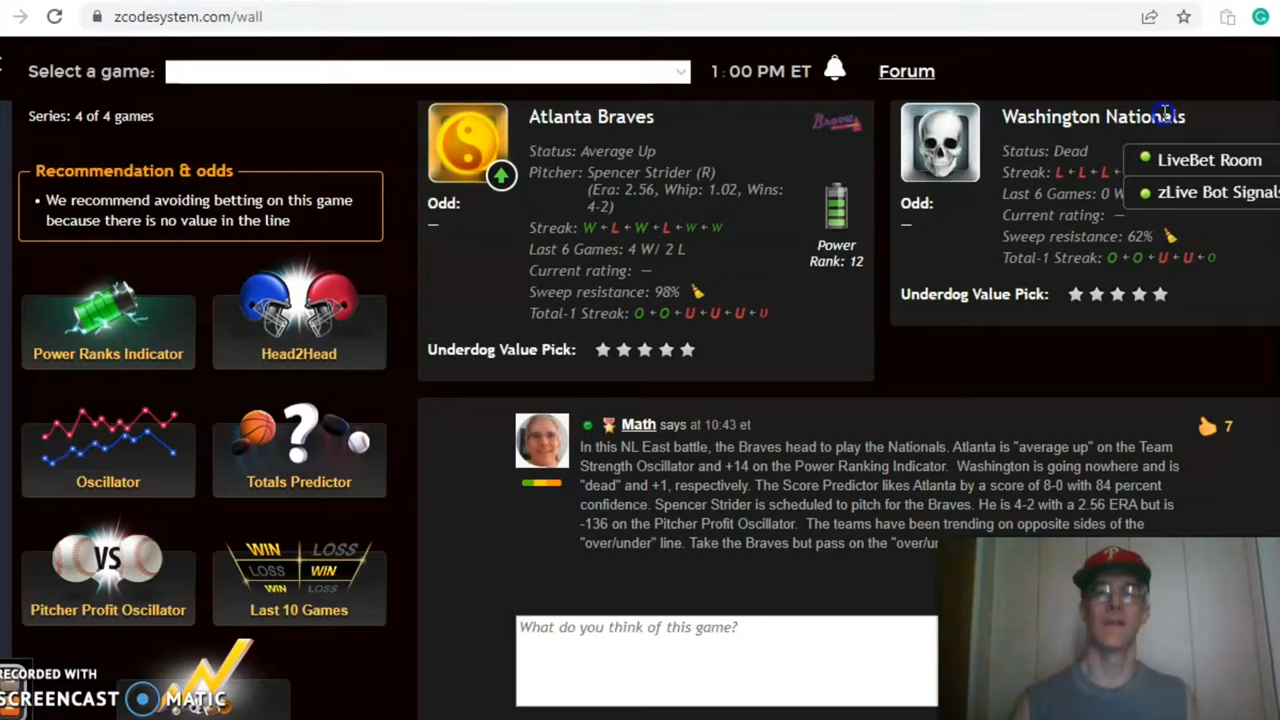 zcodesystem.com/wall
Select a game:
1:00 PM ET
Forum
Series: 4 of 4 games
Recommendation & odds
• We recommend avoiding betting on this game
because there is no value in the line
Power Ranks Indicator
Head2Head
Oscillator
Totals Predictor
VS
Pitcher Profit Oscillator
WIN LOSS
LOSS WIN
WIN LOSS
Last 10 Games
Atlanta Braves
Braves
Status: Average Up
Pitcher: Spencer Strider (R)
(Era: 2.56, Whip: 1.02, Wins:
4-2)
Odd:
—
Streak: W ← L ← W ← L ← W ← W
Last 6 Games: 4 W/ 2 L
Current rating: —
Sweep resistance: 98%
Total-1 Streak: O ← O ← U ← U ← U ← U
Power
Rank: 12
Underdog Value Pick:
Washington Nationals
Status: Dead
Streak: L ← L ← L
Last 6 Games: 0 W
Odd:
—
Current rating: —
Sweep resistance: 62%
Total-1 Streak: O ← O ← U ← U ← O
Underdog Value Pick:
LiveBet Room
zLive Bot Signals
Math says at 10:43 et
7
In this NL East battle, the Braves head to play the Nationals. Atlanta is "average up" on the Team
Strength Oscillator and +14 on the Power Ranking Indicator. Washington is going nowhere and is
"dead" and +1, respectively. The Score Predictor likes Atlanta by a score of 8-0 with 84 percent
confidence. Spencer Strider is scheduled to pitch for the Braves. He is 4-2 with a 2.56 ERA but is
-136 on the Pitcher Profit Oscillator. The teams have been trending on opposite sides of the
"over/under" line. Take the Braves but pass on the "over/un
What do you think of this game?
P
RECORDED WITH
SCREENCAST MATIC